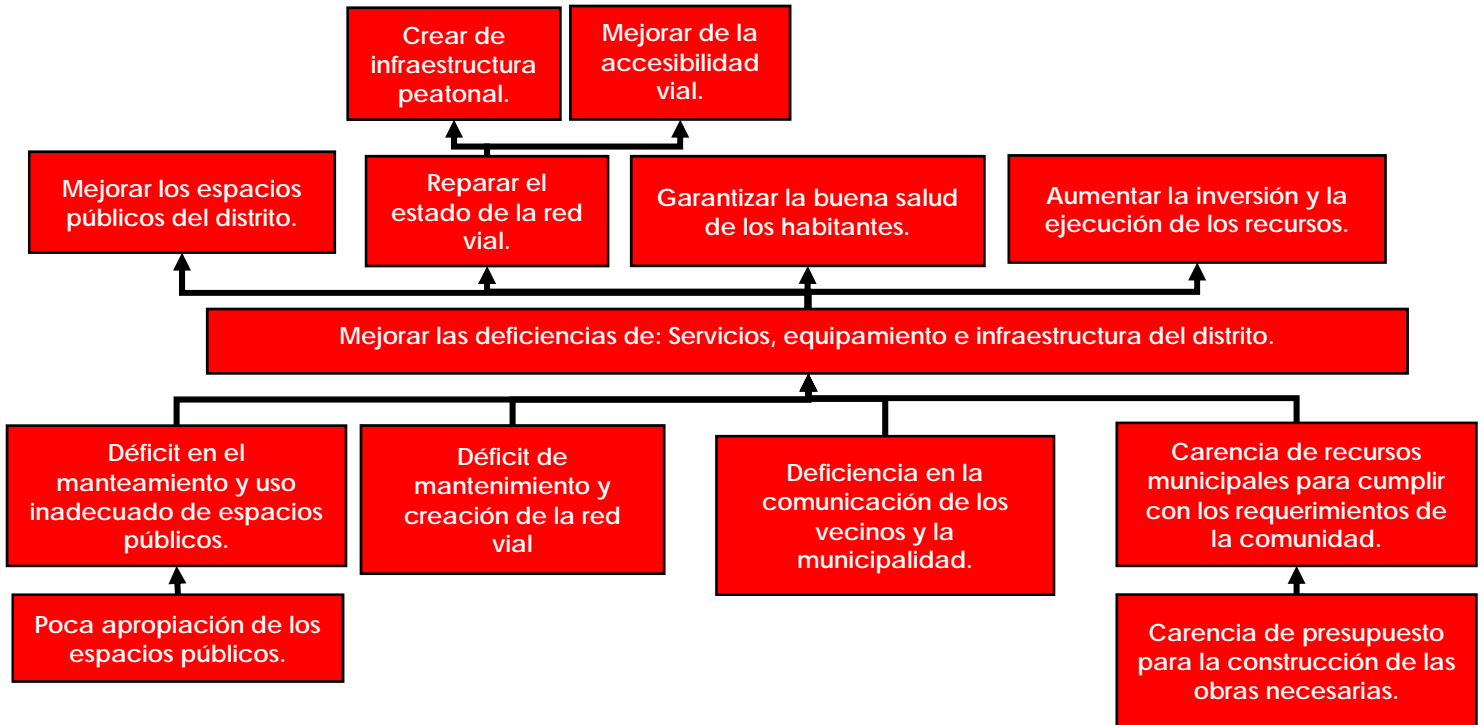 Crear de
infraestructura
peatonal.
Mejorar de la
accesibilidad
vial.
Mejorar los espacios
públicos del distrito.
Reparar el
estado de la red
vial.
Garantizar la buena salud
de los habitantes.
Aumentar la inversión y la
ejecución de los recursos.
Mejorar las deficiencias de: Servicios, equipamiento e infraestructura del distrito.
Déficit en el
manteamiento y uso
inadecuado de espacios
públicos.
Déficit de
mantenimiento y
creación de la red
vial
Deficiencia en la
comunicación de los
vecinos y la
municipalidad.
Carencia de recursos
municipales para cumplir
con los requerimientos de
la comunidad.
Poca apropiación de los
espacios públicos.
Carencia de presupuesto
para la construcción de las
obras necesarias.